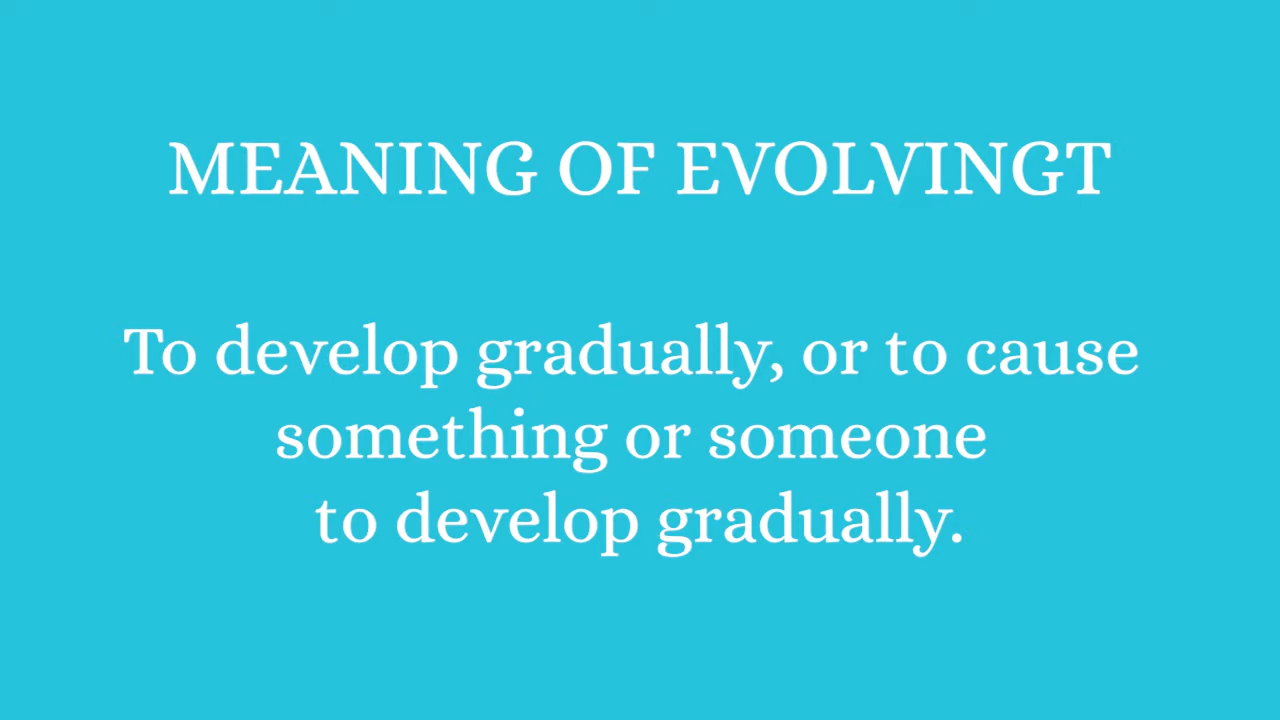 MEANING OF EVOLVINGT
To develop gradually, or to cause
something or someone
to develop gradually.